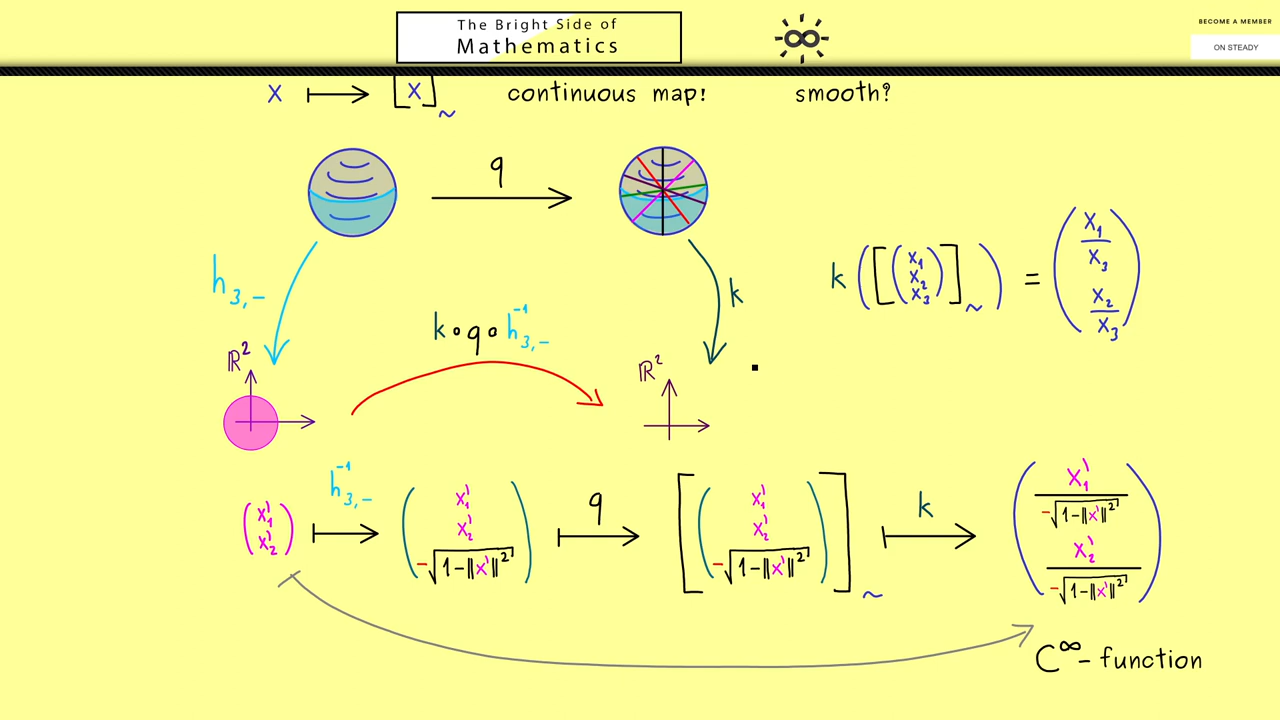 The Bright Side of
Mathematics
BECOME A MEMBER
ON STEADY
x ⟼ [x]~ continuous map! smooth?
q
h₃,₋
k
k([(x₁ x₂ x₃)]~) = (x₁/x₃ x₂/x₃)
k∘q∘h₃,₋⁻¹
ℝ²
ℝ²
(x₁' x₂') ⟼ (x₁' x₂' -√(1-‖x'‖²)) ⟼ [(x₁' x₂' -√(1-‖x'‖²))]~ ⟼ (x₁'/-√(1-‖x'‖²) x₂'/-√(1-‖x'‖²))
h₃,₋⁻¹
q
k
C^∞-function